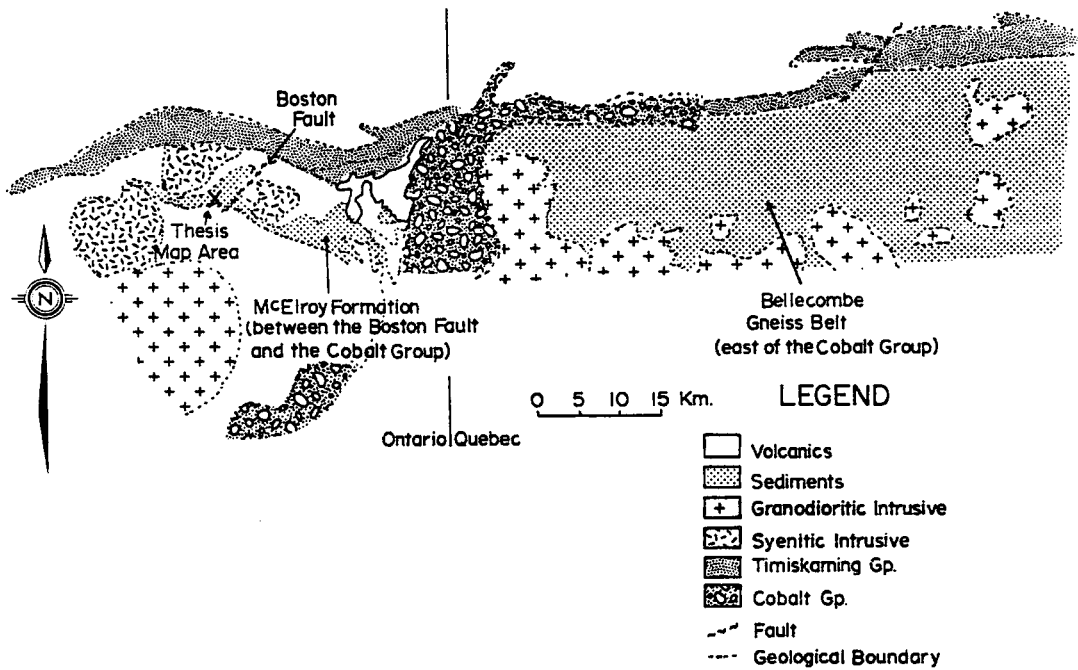 Boston
Fault
Thesis
Map Area
N
McElroy Formation
(between the Boston Fault
and the Cobalt Group)
Bellecombe
Gneiss Belt
(east of the Cobalt Group)
0 5 10 15 Km.
Ontario Quebec
LEGEND
Volcanics
Sediments
Granodioritic Intrusive
Syenitic Intrusive
Timiskaming Gp.
Cobalt Gp.
Fault
Geological Boundary